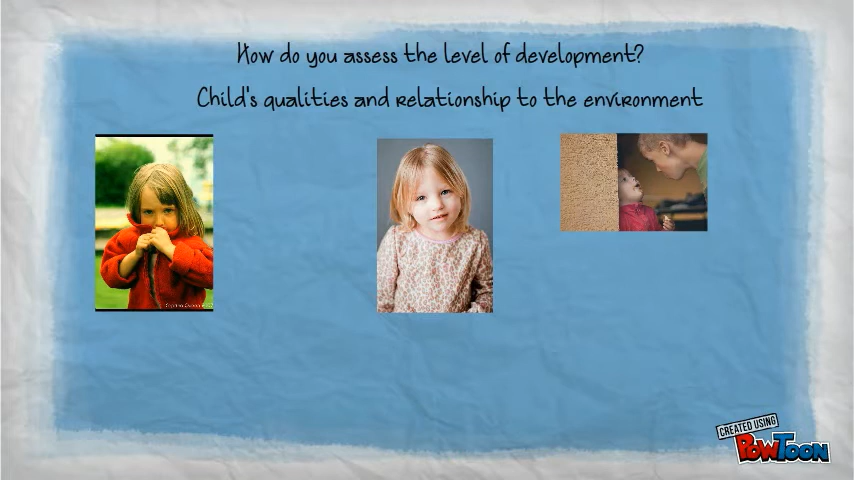 How do you assess the level of development?
Child's qualities and relationship to the environment
CREATED USING
POWTOON